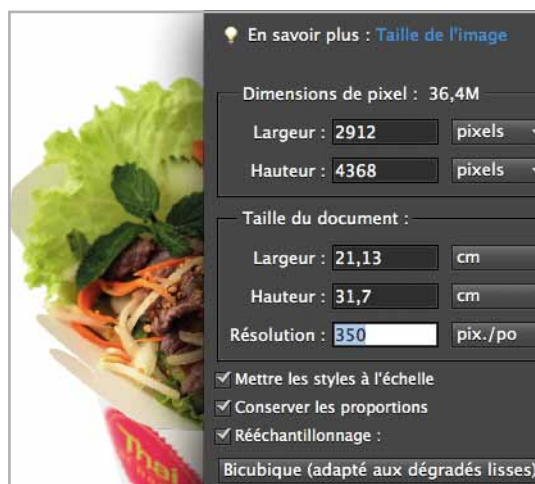 En savoir plus : Taille de l'image
Dimensions de pixel : 36,4M
Largeur : 2912 pixels
Hauteur : 4368 pixels
Taille du document :
Largeur : 21,13 cm
Hauteur : 31,7 cm
Résolution : 350 pix./po
Mettre les styles à l'échelle
Conserver les proportions
Rééchantillonnage :
Bicubique (adapté aux dégradés lisses)
Thai